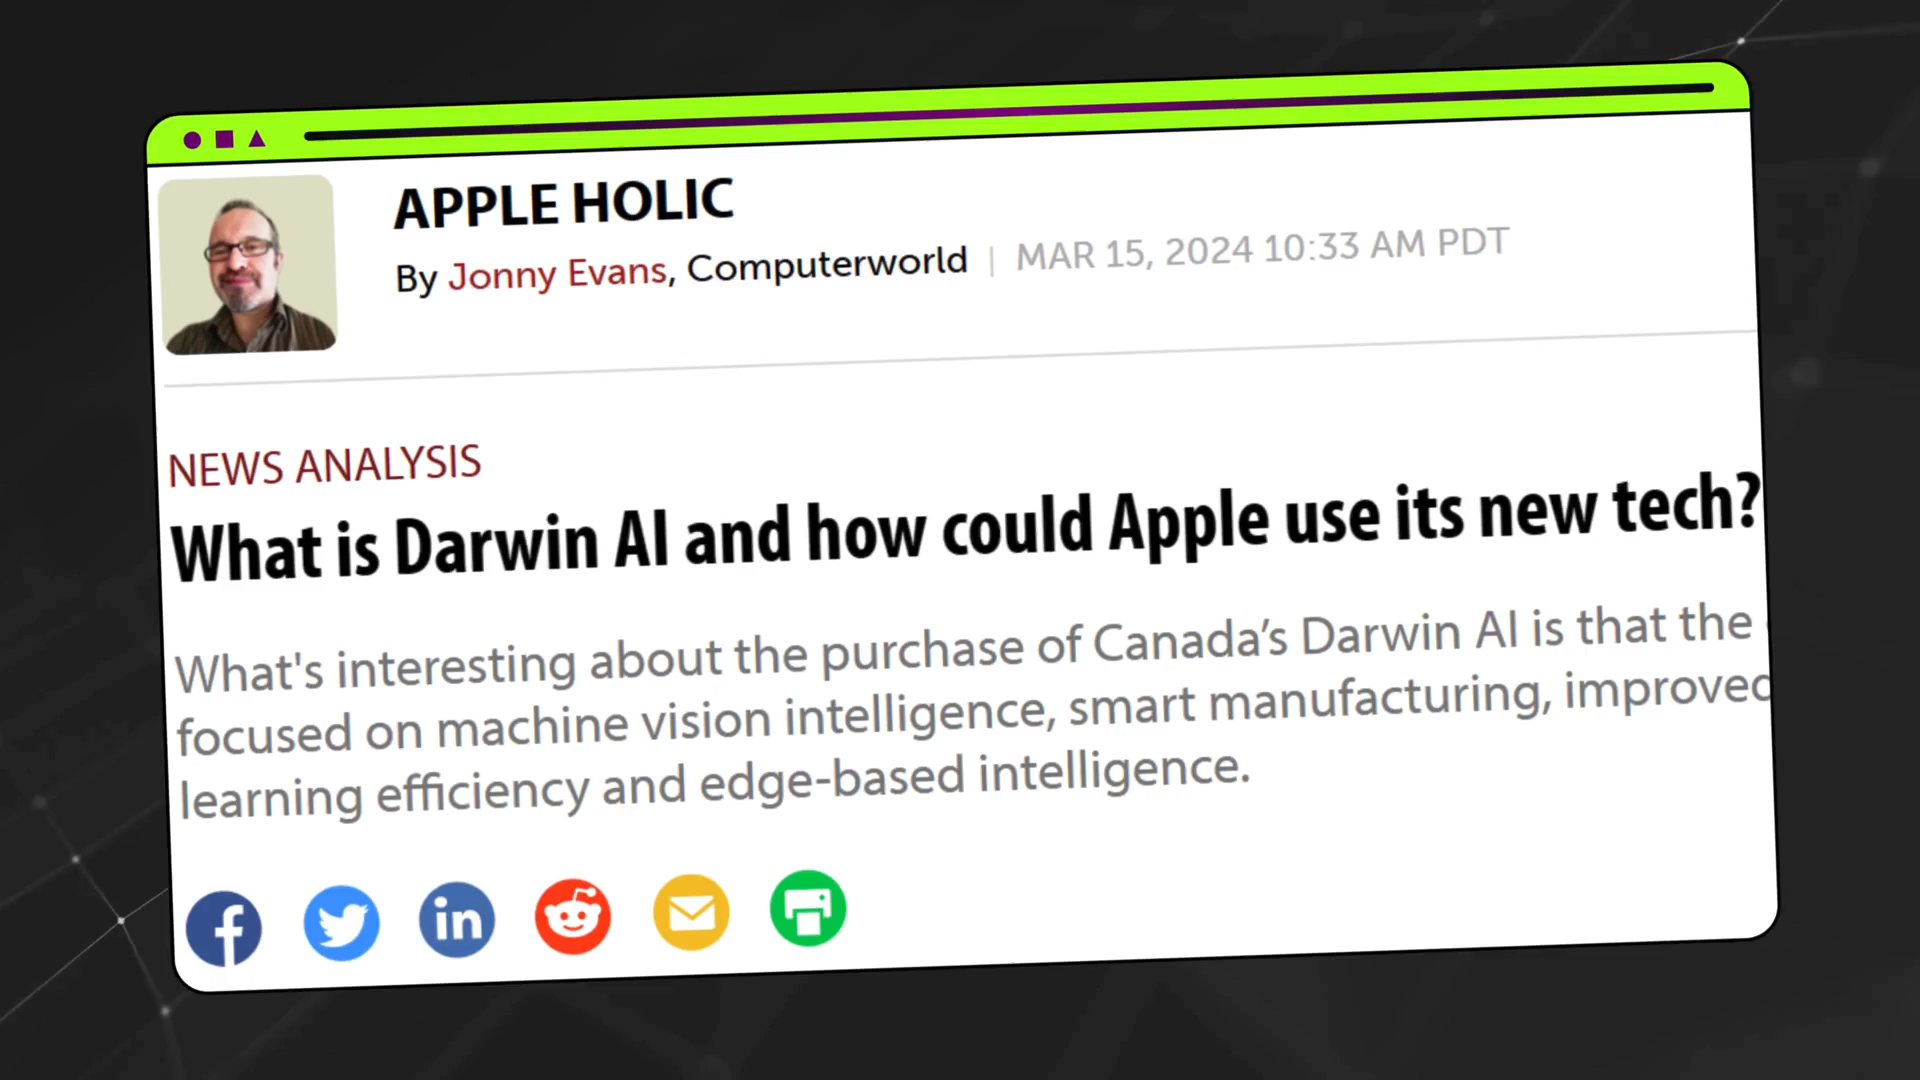 APPLE HOLIC
By Jonny Evans, Computerworld | MAR 15, 2024 10:33 AM PDT
NEWS ANALYSIS
What is Darwin AI and how could Apple use its new tech?
What's interesting about the purchase of Canada’s Darwin AI is that the
focused on machine vision intelligence, smart manufacturing, improved
learning efficiency and edge-based intelligence.
f
in